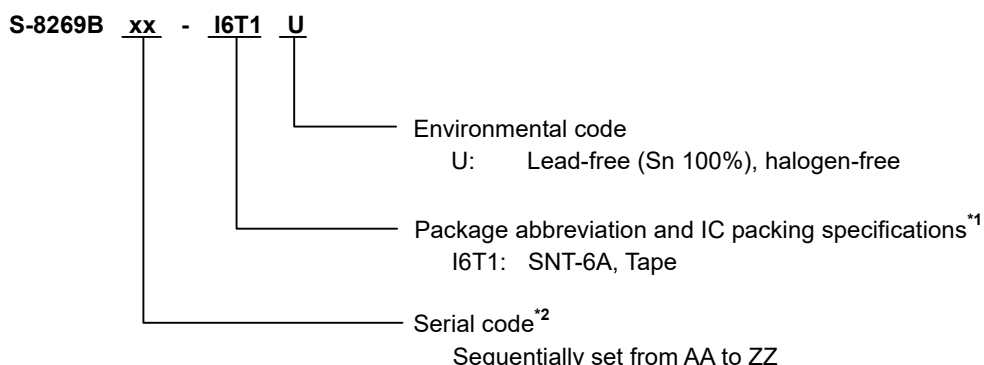 S-8269B xx - I6T1 U
Environmental code
U: Lead-free (Sn 100%), halogen-free
Package abbreviation and IC packing specifications*1
I6T1: SNT-6A, Tape
Serial code*2
Sequentially set from AA to ZZ